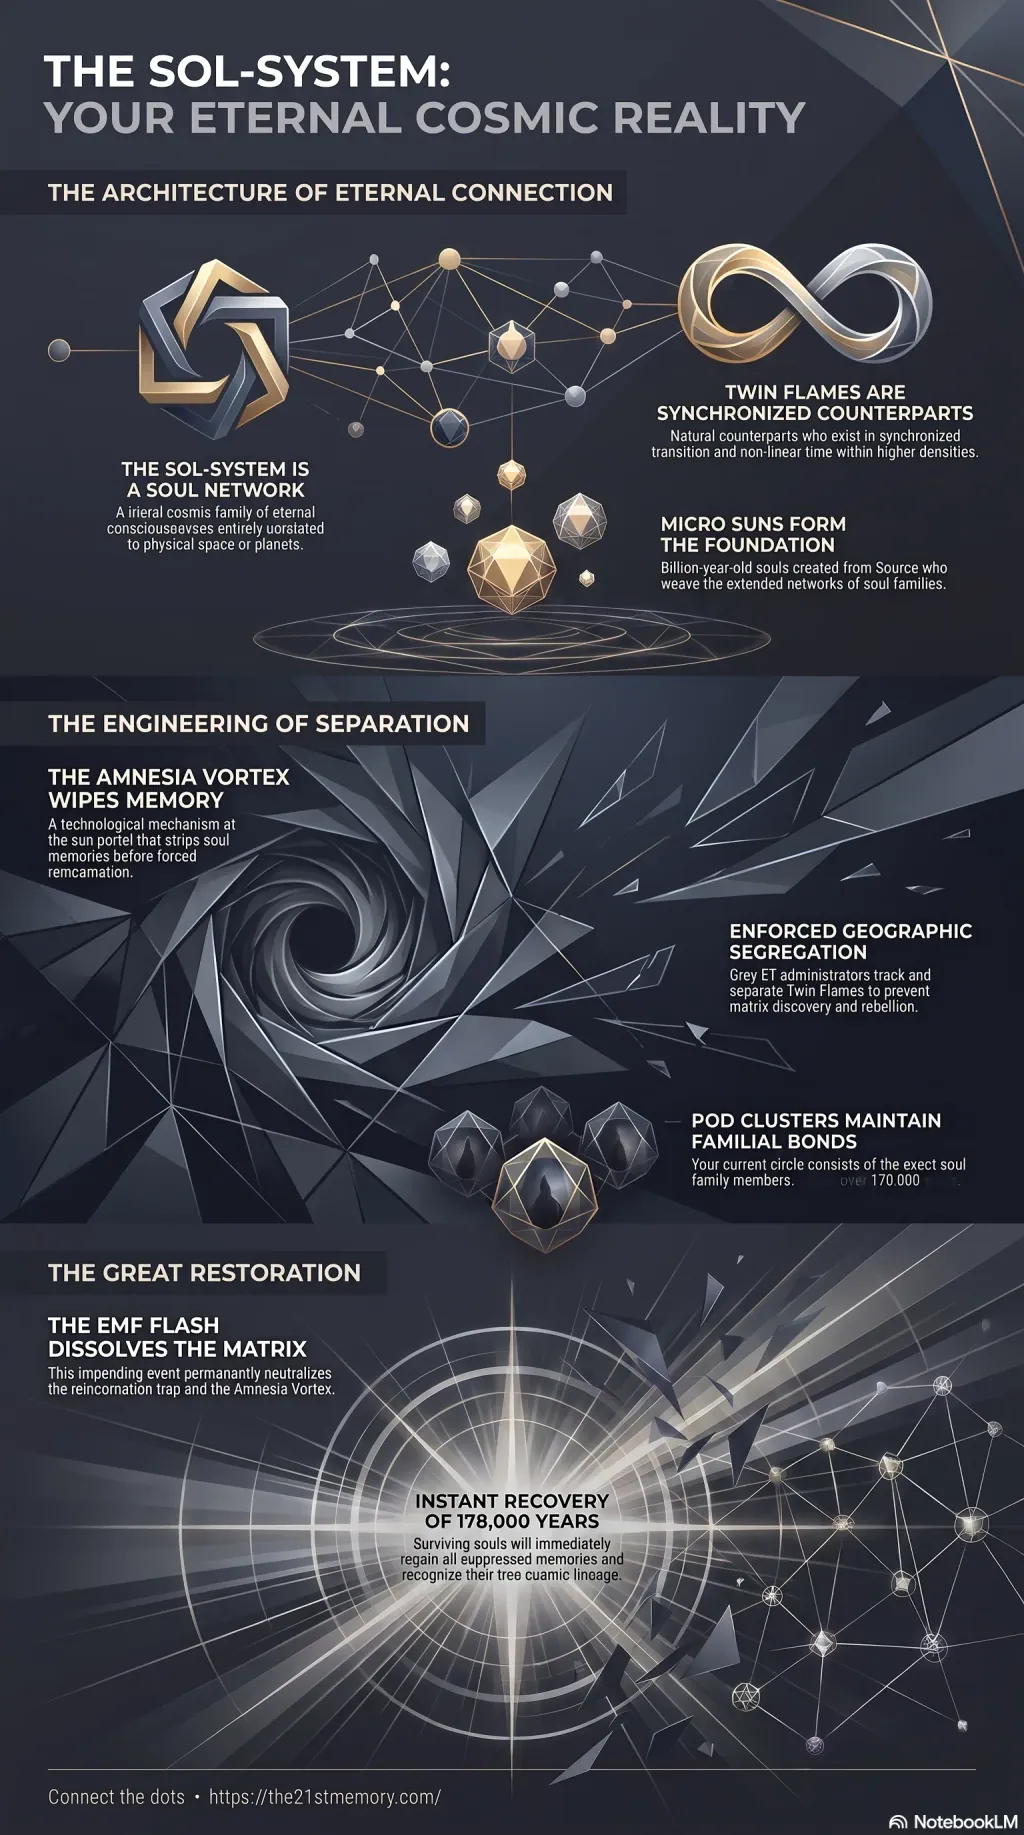 THE SOL-SYSTEM:
YOUR ETERNAL COSMIC REALITY
THE ARCHITECTURE OF ETERNAL CONNECTION
TWIN FLAMES ARE
SYNCHRONIZED COUNTERPARTS
Natural counterparts who exist in synchronized
transition and non-linear time within higher densities.
THE SOL-SYSTEM IS
A SOUL NETWORK
A irieral cosmis family of eternal
consciousevses entirely uorslated
to physical space or planets.
MICRO SUNS FORM
THE FOUNDATION
Billion-year-old souls created from Source who
weave the extended networks of soul families.
THE ENGINEERING OF SEPARATION
THE AMNESIA VORTEX
WIPES MEMORY
A technological mechanism at
the sun portel that strips soul
memories before forced
remcamation.
ENFORCED GEOGRAPHIC
SEGREGATION
Grey ET administrators track and
separate Twin Flames to prevent
matrix discovery and rebellion.
POD CLUSTERS MAINTAIN
FAMILIAL BONDS
Your current circle consists of the exect soul
family members. over 170.000
THE GREAT RESTORATION
THE EMF FLASH
DISSOLVES THE MATRIX
This impending event permanantly neutralizes
the reincornation trap and the Amnesia Vortex.
INSTANT RECOVERY
OF 178,000 YEARS
Surviving souls will immediately
regain all euppressed memories and
recognize their tree cuamic linoage.
Connect the dots • https://the21stmemory.com/
NotebookLM